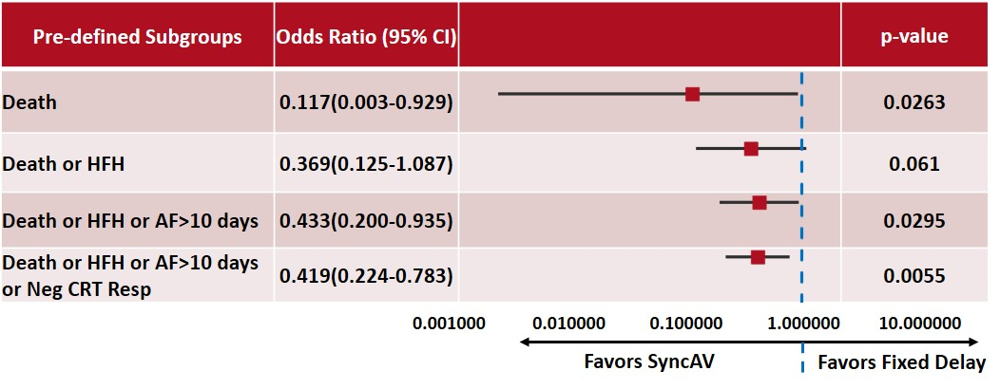 Pre-defined Subgroups Odds Ratio (95% CI) p-value
Death 0.117(0.003-0.929) 0.0263
Death or HFH 0.369(0.125-1.087) 0.061
Death or HFH or AF>10 days 0.433(0.200-0.935) 0.0295
Death or HFH or AF>10 days
or Neg CRT Resp 0.419(0.224-0.783) 0.0055
0.001000 0.010000 0.100000 1.000000 10.000000
Favors SyncAV Favors Fixed Delay